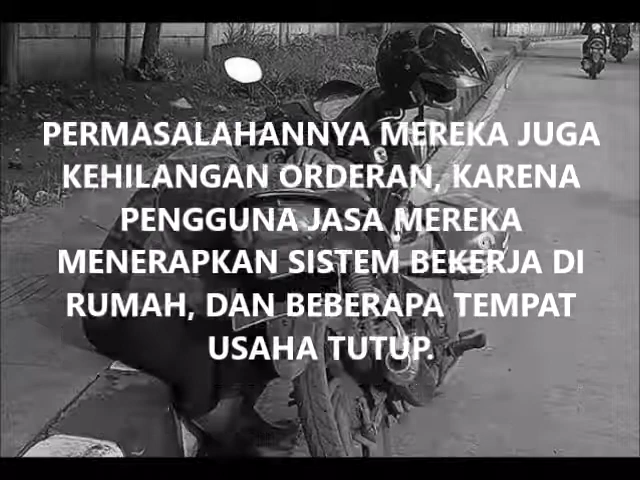 PERMASALAHANNYA MEREKA JUGA
KEHILANGAN ORDERAN, KARENA
PENGGUNA JASA MEREKA
MENERAPKAN SISTEM BEKERJA DI
RUMAH, DAN BEBERAPA TEMPAT
USAHA TUTUP.